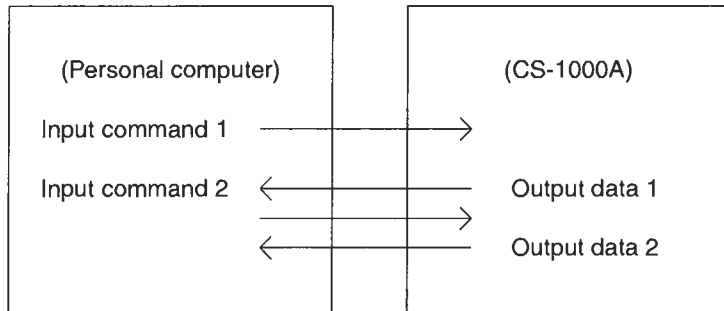 (Personal computer)
(CS-1000A)
Input command 1
Input command 2
Output data 1
Output data 2